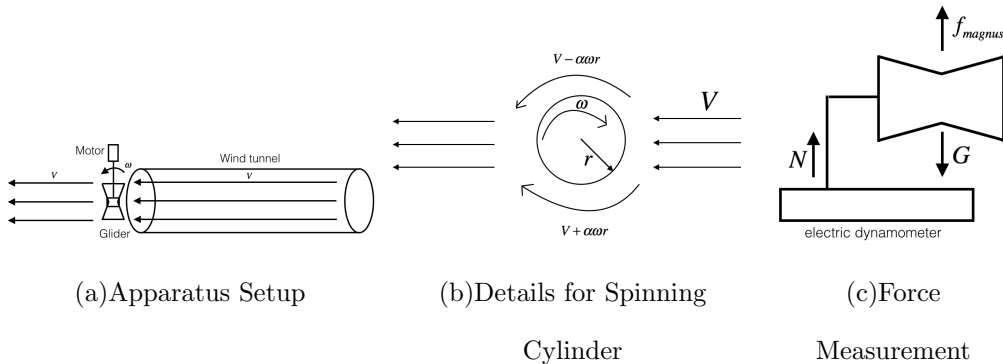 Motor
ω
Wind tunnel
v
v
Glider
(a)Apparatus Setup
V−αωr
ω
V
r
V+αωr
(b)Details for Spinning
Cylinder
f_magnus
N
G
electric dynamometer
(c)Force
Measurement